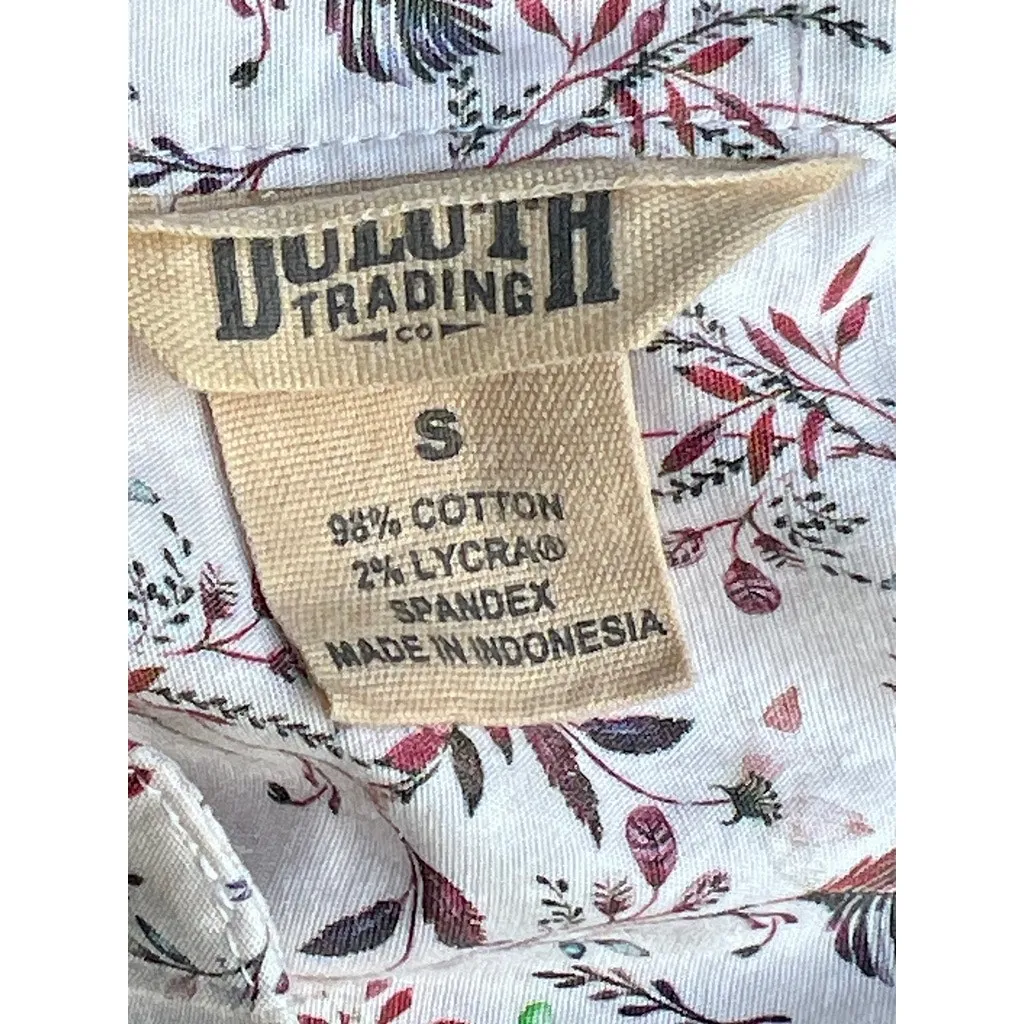 DULUTH
TRADING
CO
S
98% COTTON
2% LYCRA®
SPANDEX
MADE IN INDONESIA